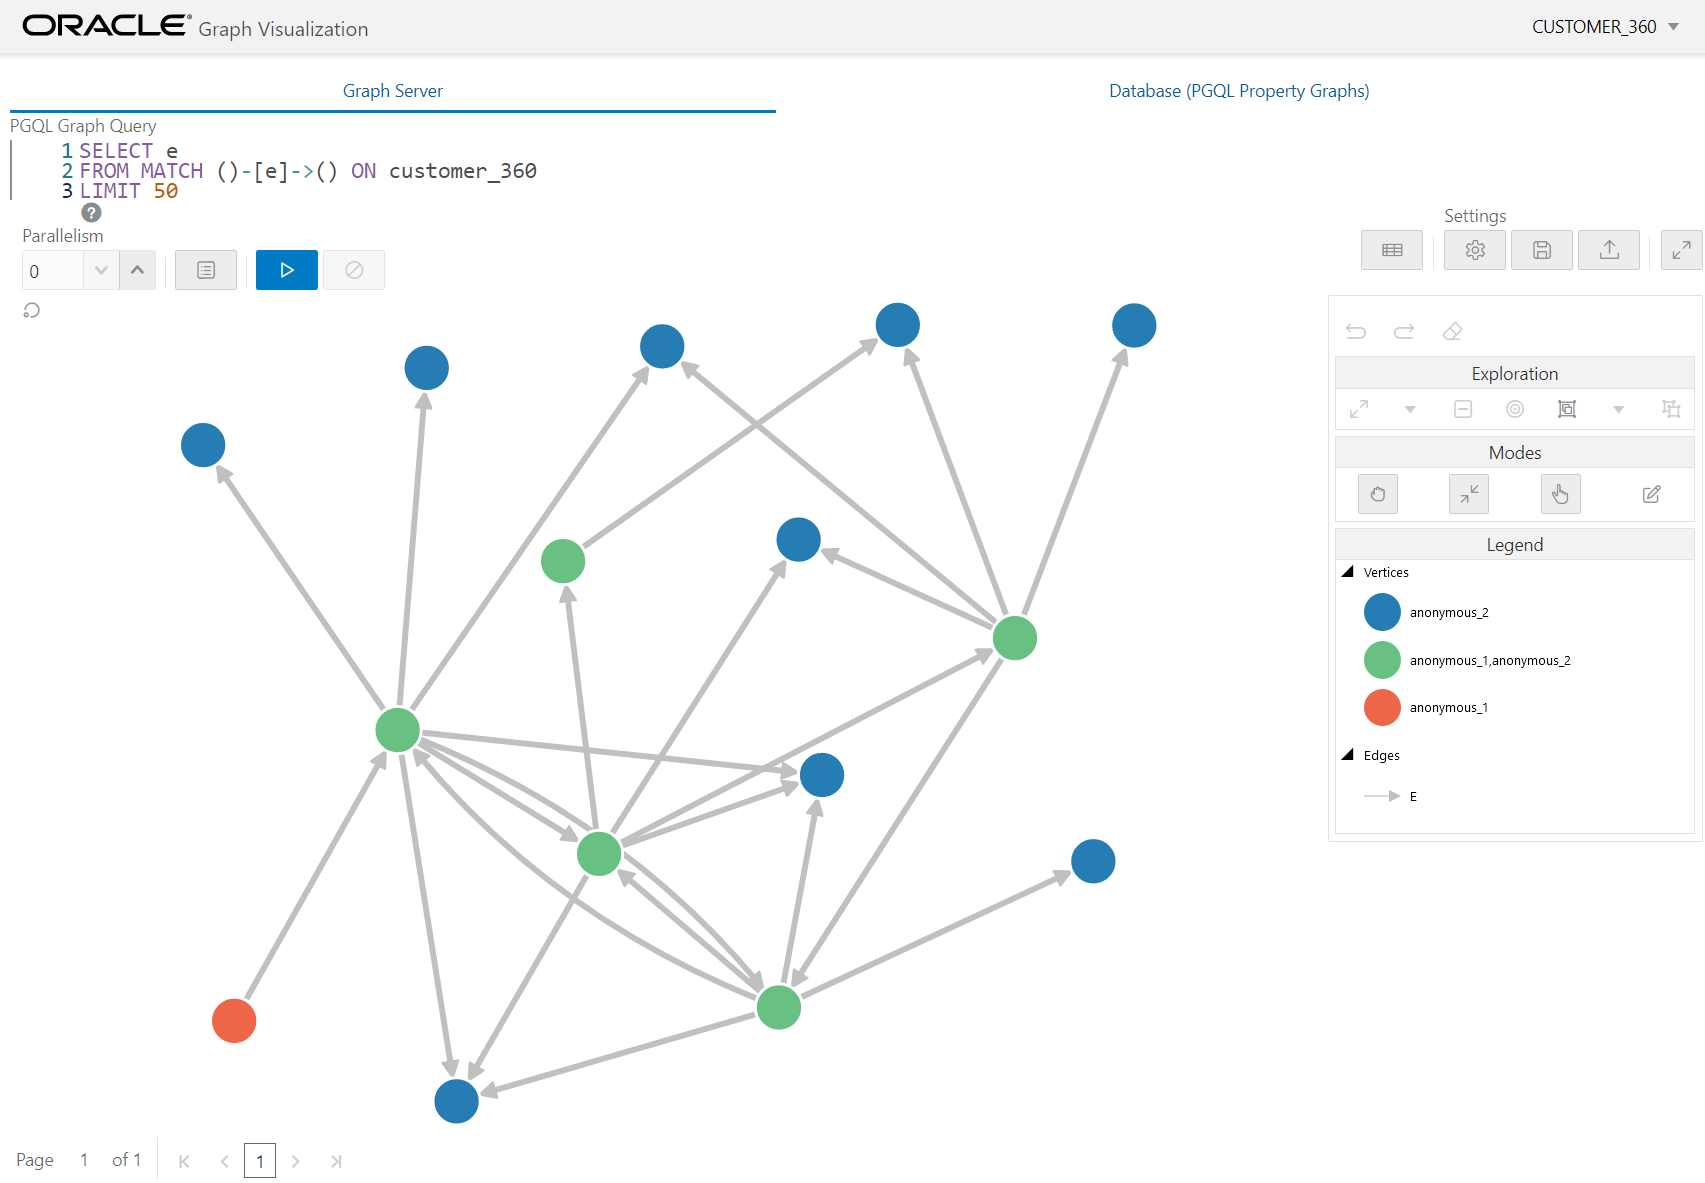 ORACLE® Graph Visualization
CUSTOMER_360
Graph Server
Database (PGQL Property Graphs)
PGQL Graph Query
1 SELECT e
2 FROM MATCH ()-[e]->() ON customer_360
3 LIMIT 50
?
Parallelism
Settings
0
Exploration
Modes
Legend
Vertices
anonymous_2
anonymous_1,anonymous_2
anonymous_1
Edges
E
Page 1 of 1 1